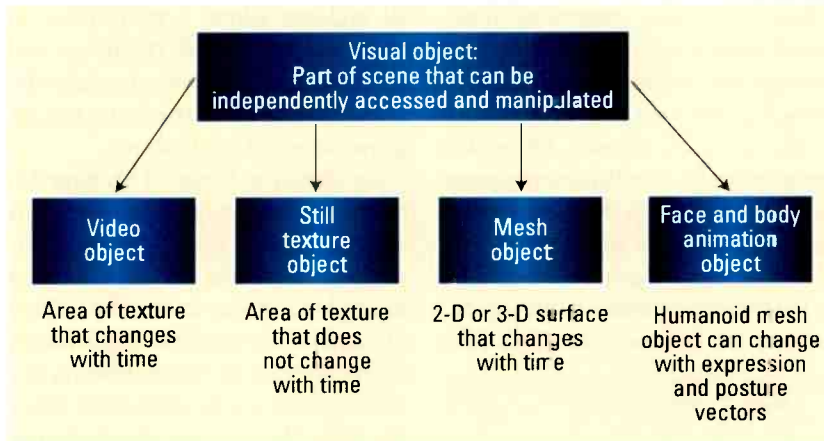 Visual object:
Part of scene that can be
independently accessed and manipulated
Video
object
Area of texture
that changes
with time
Still
texture
object
Area of texture
that does
not change
with time
Mesh
object
2-D or 3-D surface
that changes
with time
Face and body
animation
object
Humanoid mesh
object can change
with expression
and posture
vectors